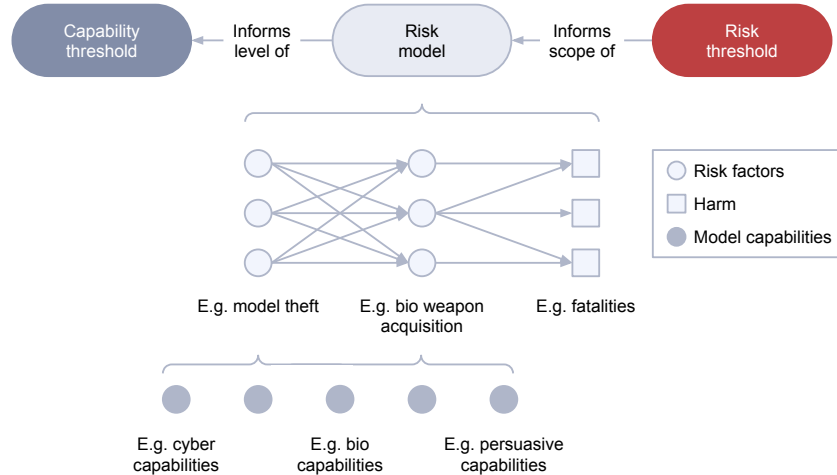 Capability
threshold
Informs
level of
Risk
model
Informs
scope of
Risk
threshold
Risk factors
Harm
Model capabilities
E.g. model theft
E.g. bio weapon
acquisition
E.g. fatalities
E.g. cyber
capabilities
E.g. bio
capabilities
E.g. persuasive
capabilities